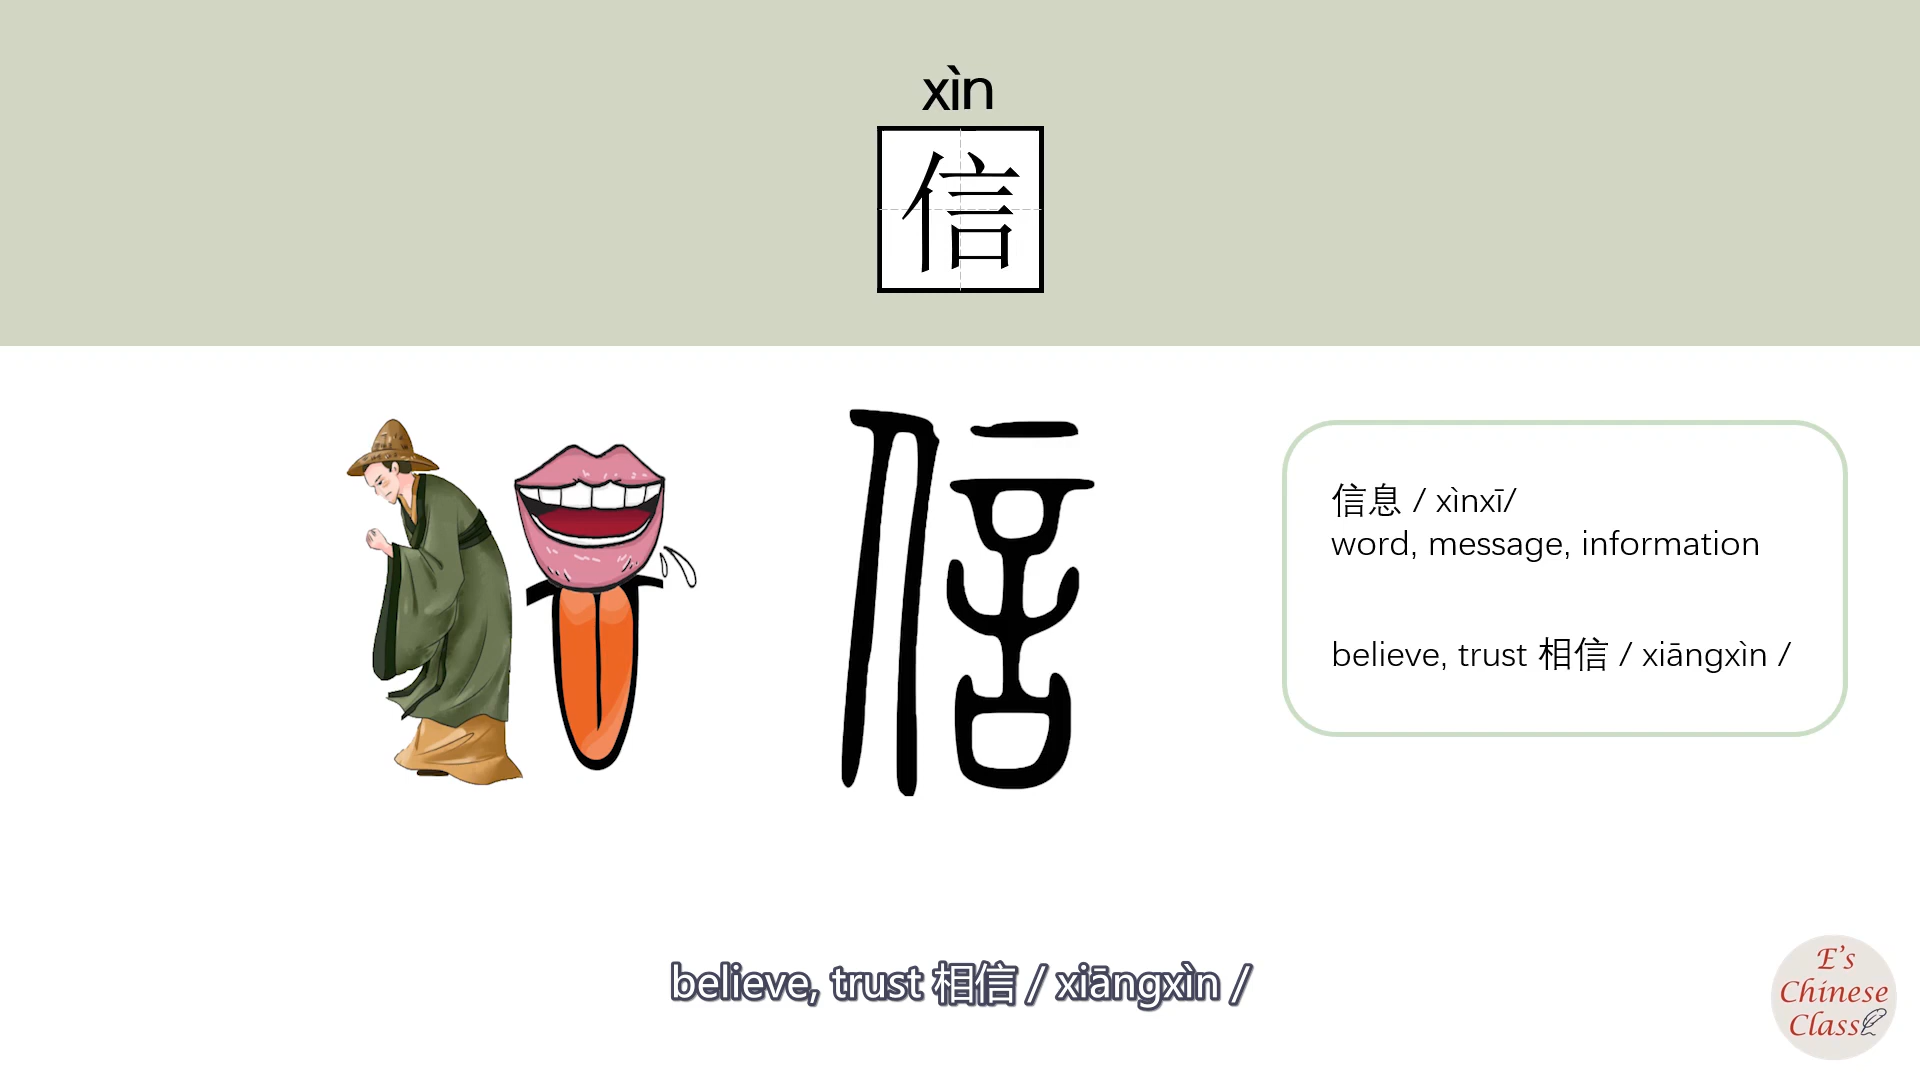 xìn
信
信
信息 / xìnxī/
word, message, information
believe, trust 相信 / xiāngxìn /
believe, trust 相信 / xiāngxìn /
E's
Chinese
Class